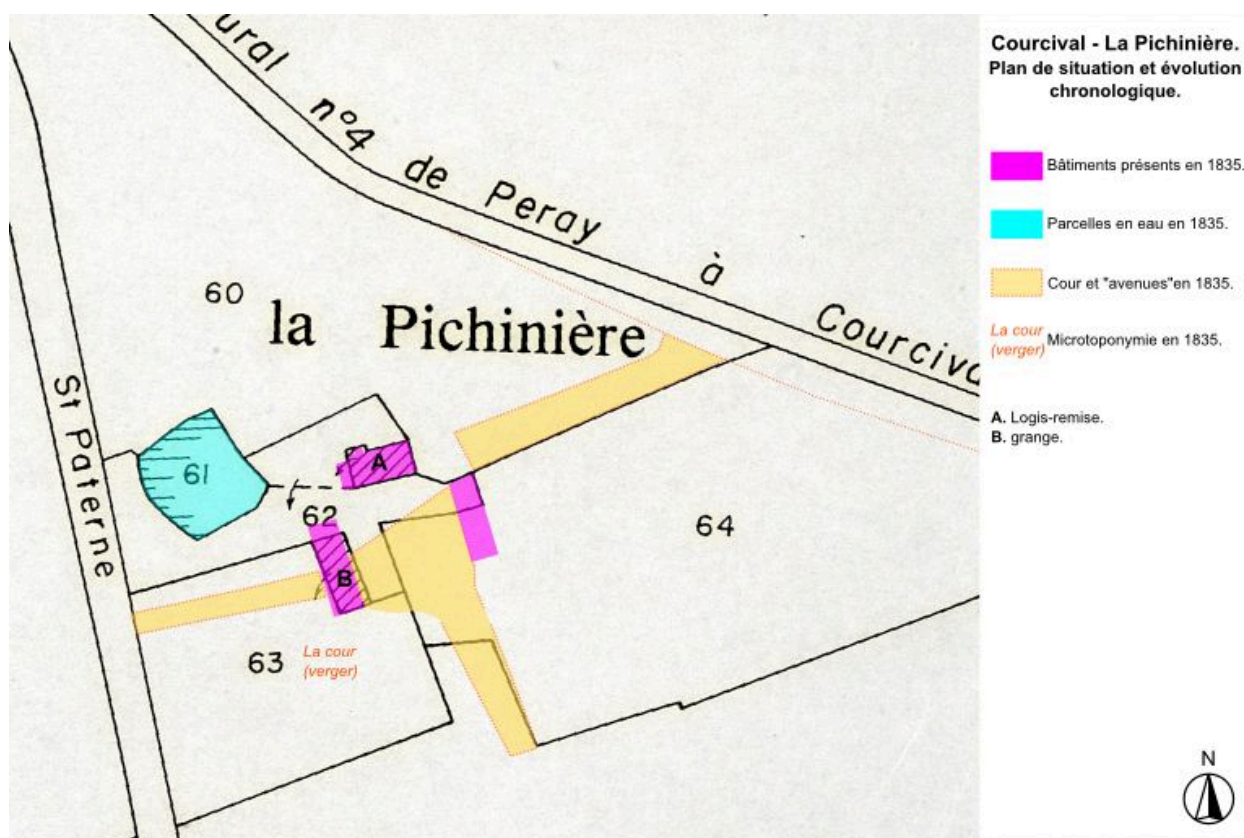 ural n°4 de Peray à Courciva
60
la Pichinière
St Paterne
61
A
62
B
64
63
La cour
(verger)
Courcival - La Pichinière.
Plan de situation et évolution
chronologique.
Bâtiments présents en 1835.
Parcelles en eau en 1835.
Cour et "avenues"en 1835.
La cour
(verger)
Microtoponymie en 1835.
A. Logis-remise.
B. grange.
N